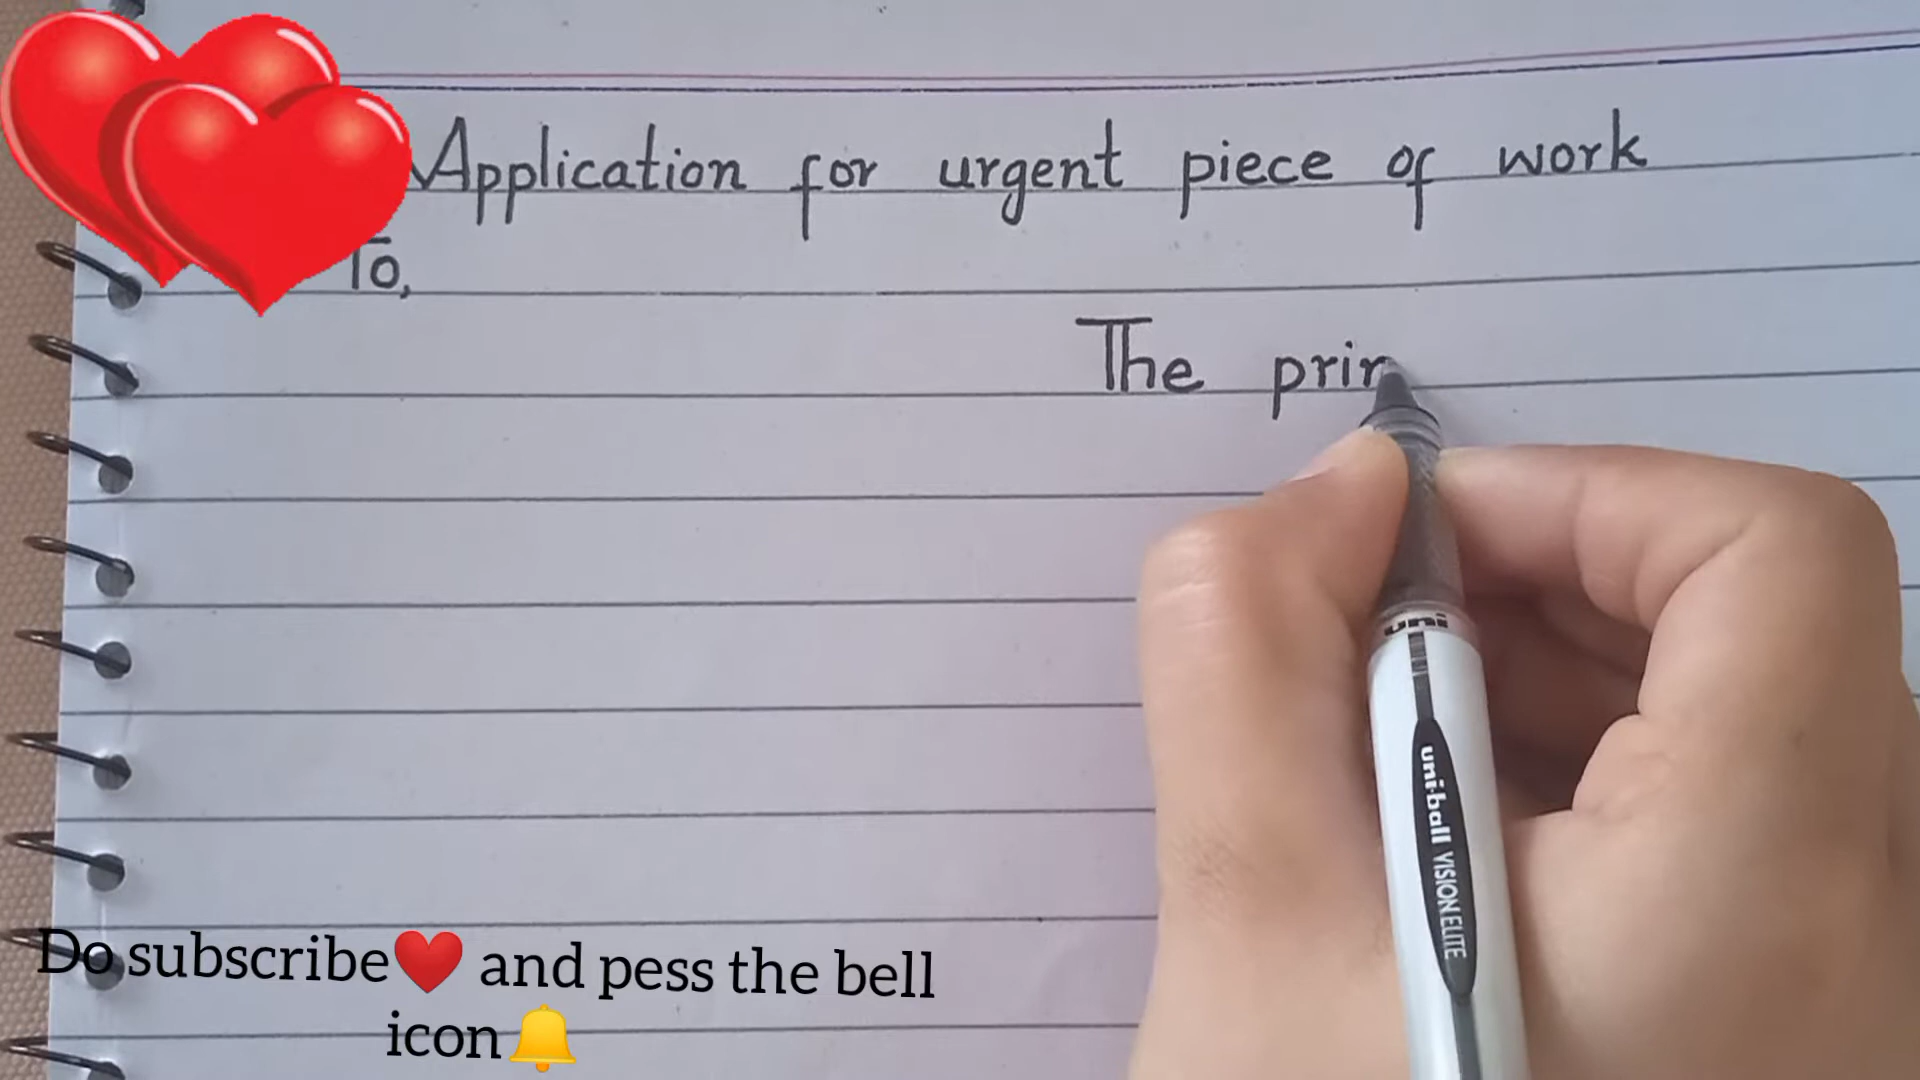 Application for urgent piece of work
To,
The prin
uni
uni-ball VISION ELITE
Do subscribe❤️ and pess the bell
icon🔔